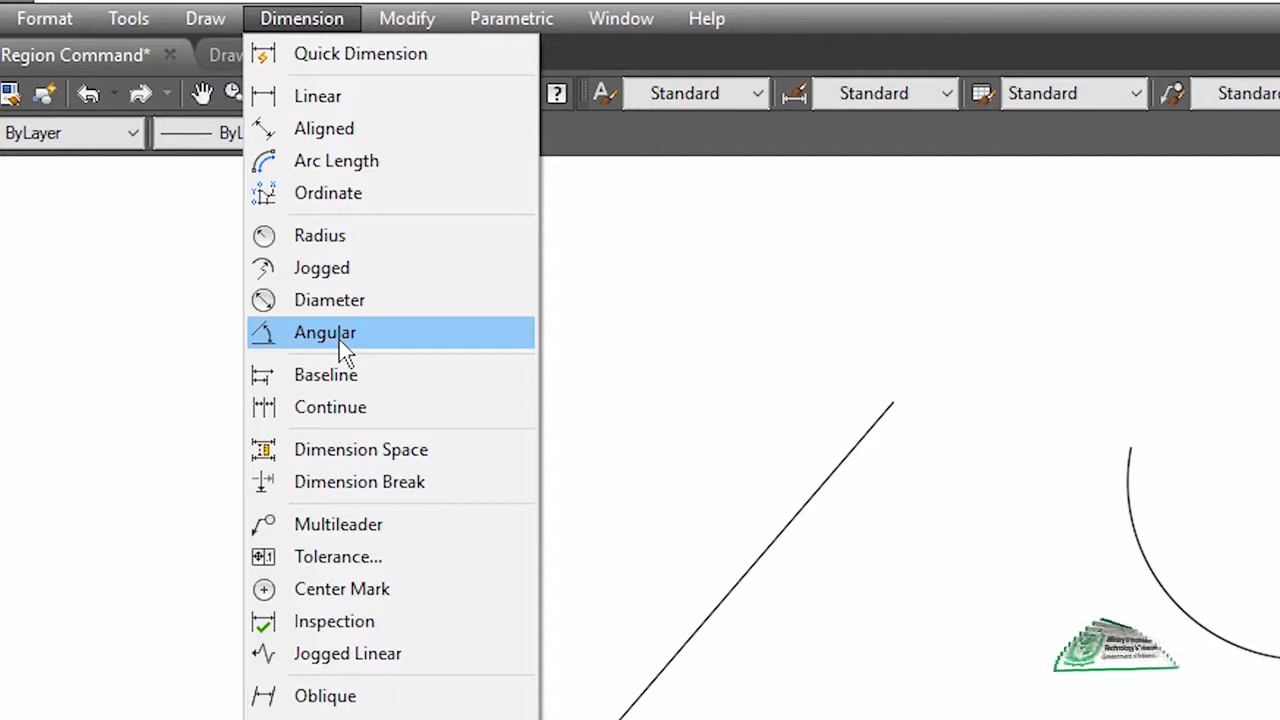 Format Tools Draw Dimension Modify Parametric Window Help
Region Command* Draw
Quick Dimension
Standard Standard Standard Standard
Linear
ByLayer ByL
Aligned
Arc Length
Ordinate
Radius
Jogged
Diameter
Angular
Baseline
Continue
Dimension Space
Dimension Break
Multileader
Tolerance...
Center Mark
Inspection
Jogged Linear
Oblique